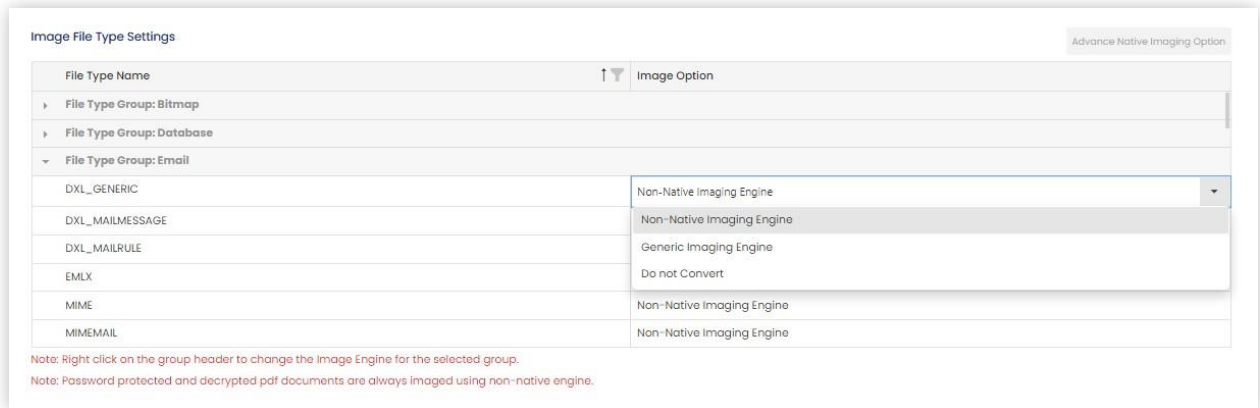 Image File Type Settings
Advance Native Imaging Option
File Type Name
Image Option
File Type Group: Bitmap
File Type Group: Database
File Type Group: Email
DXL_GENERIC
Non-Native Imaging Engine
DXL_MAILMESSAGE
Non-Native Imaging Engine
DXL_MAILRULE
Generic Imaging Engine
EMLX
Do not Convert
MIME
Non-Native Imaging Engine
MIMEMAIL
Non-Native Imaging Engine
Note: Right click on the group header to change the Image Engine for the selected group.
Note: Password protected and decrypted pdf documents are always imaged using non-native engine.